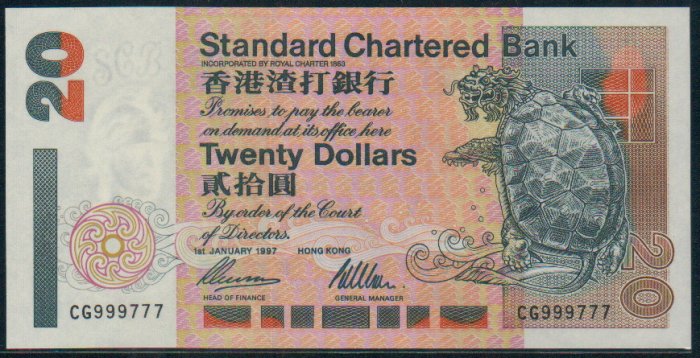 20
SCB
Standard Chartered Bank
INCORPORATED BY ROYAL CHARTER 1853
香港渣打銀行
Promises to pay the bearer
on demand at its office here
Twenty Dollars
貳拾圓
By order of the Court
of Directors.
1st JANUARY 1997 HONG KONG
HEAD OF FINANCE GENERAL MANAGER
CG999777
CG999777
20